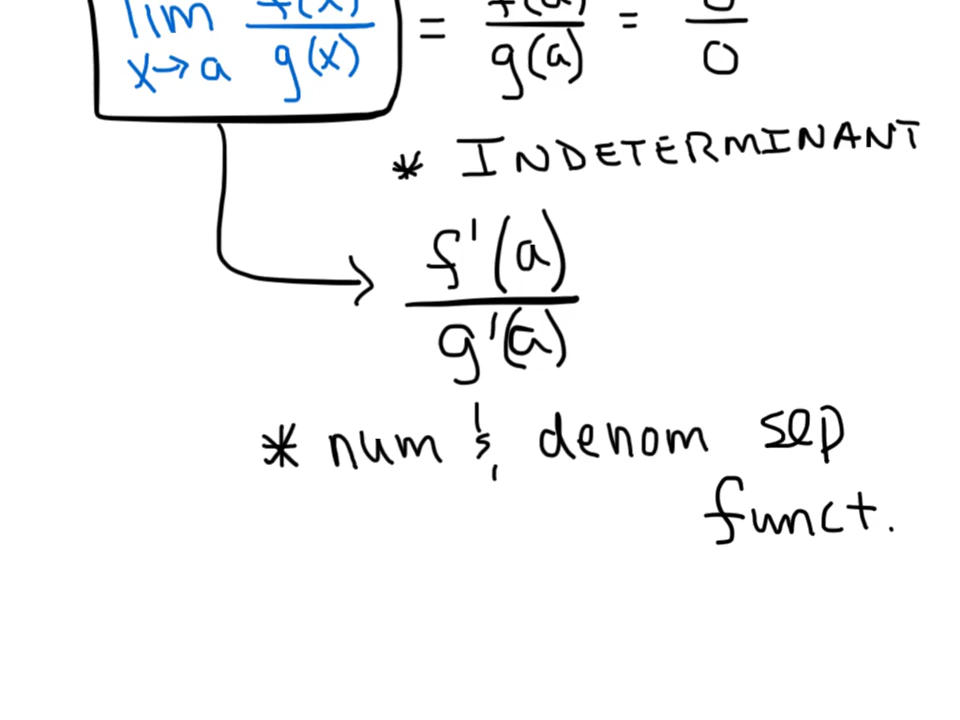 lim x→a f(x)/g(x) = f(a)/g(a) = 0/0
* INDETERMINANT
f'(a)/g'(a)
* num & denom sep
funct.